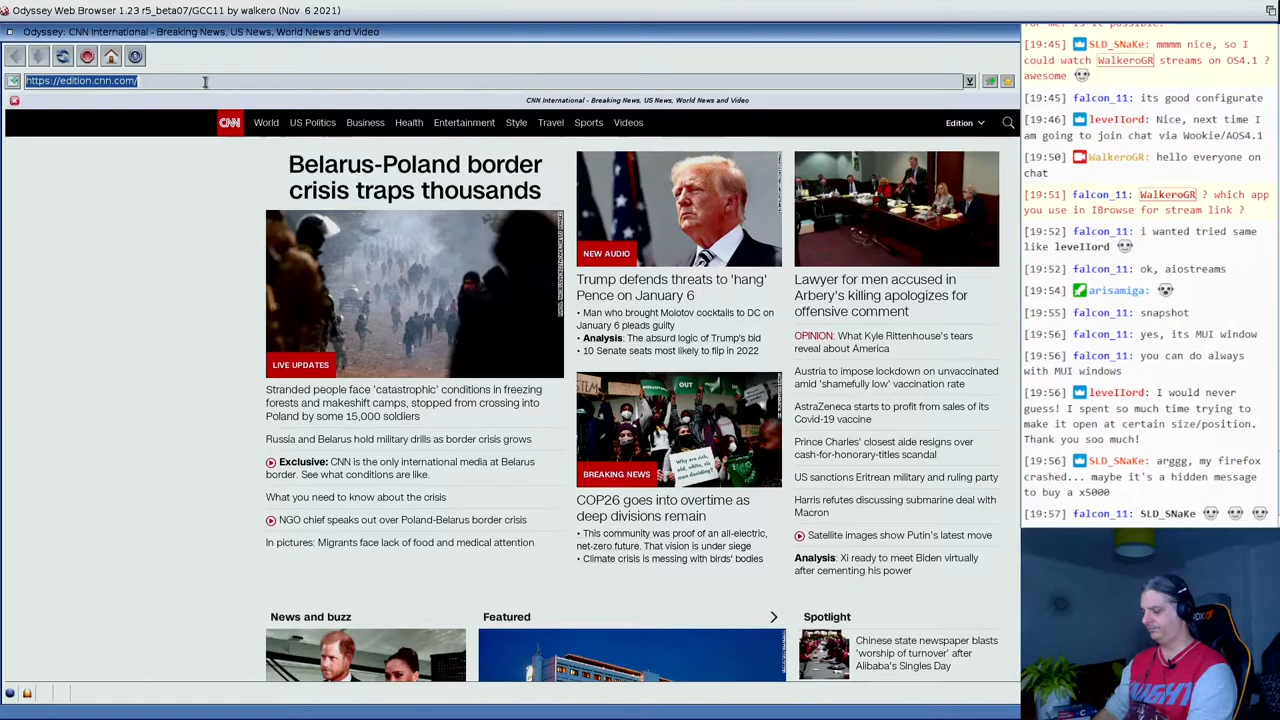 Odyssey Web Browser 1.23 r5_beta07/GCC11 by walkero (Nov  6 2021)
Odyssey: CNN International - Breaking News, US News, World News and Video
https://edition.cnn.com/
CNN International - Breaking News, US News, World News and Video
CNN World US Politics Business Health Entertainment Style Travel Sports Videos Edition
Belarus-Poland border
crisis traps thousands
LIVE UPDATES
Stranded people face 'catastrophic' conditions in freezing
forests and makeshift camps, stopped from crossing into
Poland by some 15,000 soldiers
Russia and Belarus hold military drills as border crisis grows
Exclusive: CNN is the only international media at Belarus
border. See what conditions are like.
What you need to know about the crisis
NGO chief speaks out over Poland-Belarus border crisis
In pictures: Migrants face lack of food and medical attention
NEW AUDIO
Trump defends threats to 'hang'
Pence on January 6
• Man who brought Molotov cocktails to DC on
January 6 pleads guilty
• Analysis: The absurd logic of Trump's bid
• 10 Senate seats most likely to flip in 2022
BREAKING NEWS
COP26 goes into overtime as
deep divisions remain
• This community was proof of an all-electric,
net-zero future. That vision is under siege
• Climate crisis is messing with birds' bodies
Lawyer for men accused in
Arbery's killing apologizes for
offensive comment
OPINION: What Kyle Rittenhouse's tears
reveal about America
Austria to impose lockdown on unvaccinated
amid 'shamefully low' vaccination rate
AstraZeneca starts to profit from sales of its
Covid-19 vaccine
Prince Charles' closest aide resigns over
cash-for-honorary-titles scandal
US sanctions Eritrean military and ruling party
Harris refutes discussing submarine deal with
Macron
Satellite images show Putin's latest move
Analysis: Xi ready to meet Biden virtually
after cementing his power
News and buzz
Featured
Spotlight
Chinese state newspaper blasts
'worship of turnover' after
Alibaba's Singles Day
[19:45] SLD_SNaKe: mmmm nice, so I
could watch WalkeroGR streams on OS4.1 ?
awesome
[19:45] falcon_11: its good configurate
[19:46] leveIIord: Nice, next time I
am going to join chat via Wookie/AOS4.1
[19:50] WalkeroGR: hello everyone on
chat
[19:51] falcon_11: WalkeroGR ? which app
you use in IBrowse for stream link ?
[19:52] falcon_11: i wanted tried same
like leveIIord
[19:52] falcon_11: ok, aiostreams
[19:54] arisamiga:
[19:55] falcon_11: snapshot
[19:56] falcon_11: yes, its MUI window
[19:56] falcon_11: you can do always
with MUI windows
[19:56] leveIIord: I would never
guess! I spent so much time trying to
make it open at certain size/position.
Thank you soo much!
[19:56] SLD_SNaKe: arggg, my firefox
crashed... maybe it's a hidden message
to buy a x5000
[19:57] falcon_11: SLD_SNaKe